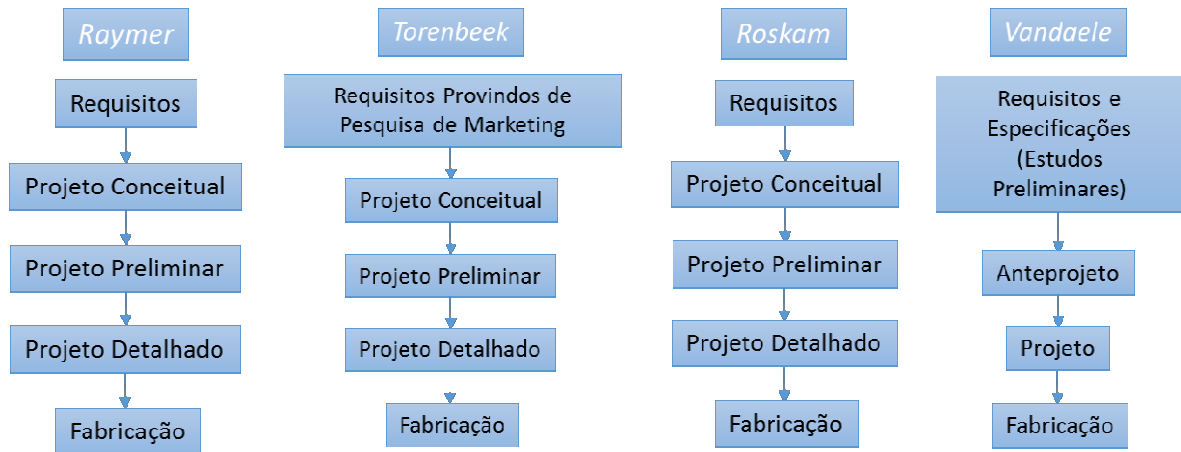 Raymer
Requisitos
Projeto Conceitual
Projeto Preliminar
Projeto Detalhado
Fabricação
Torenbeek
Requisitos Provindos de
Pesquisa de Marketing
Projeto Conceitual
Projeto Preliminar
Projeto Detalhado
Fabricação
Roskam
Requisitos
Projeto Conceitual
Projeto Preliminar
Projeto Detalhado
Fabricação
Vandaele
Requisitos e
Especificações
(Estudos
Preliminares)
Anteprojeto
Projeto
Fabricação